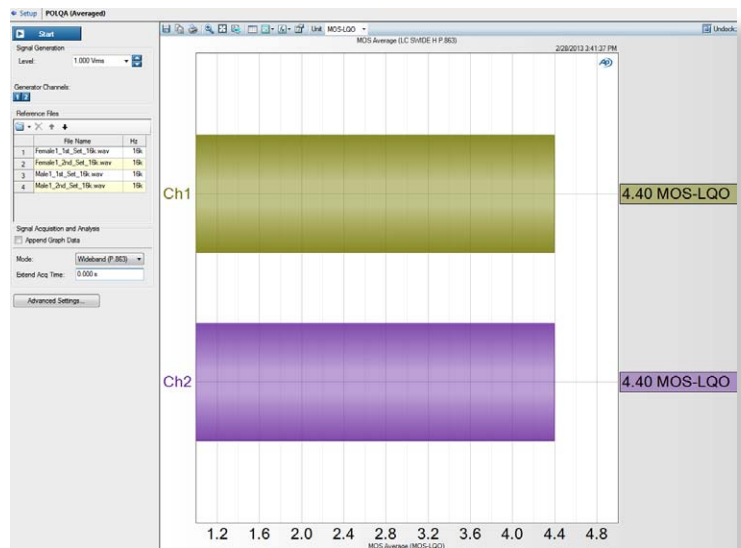 Setup POLQA (Averaged)
Start
Signal Generation
Level: 1.000 Vrms
Generator Channels:
1 2
Reference Files
File Name Hz
1 Female1_1st_Set_16k.wav 16k
2 Female1_2nd_Set_16k.wav 16k
3 Male1_1st_Set_16k.wav 16k
4 Male1_2nd_Set_16k.wav 16k
Signal Acquisition and Analysis
Append Graph Data
Mode: Wideband (P.863)
Extend Acq Time: 0.000 s
Advanced Settings...
Unit MOS-LQO
Undock
MOS Average (LC SWIDE H P.863)
2/28/2013 3:41:37 PM
AP
Ch1
4.40 MOS-LQO
Ch2
4.40 MOS-LQO
1.2 1.6 2.0 2.4 2.8 3.2 3.6 4.0 4.4 4.8
MOS Average (MOS-LQO)